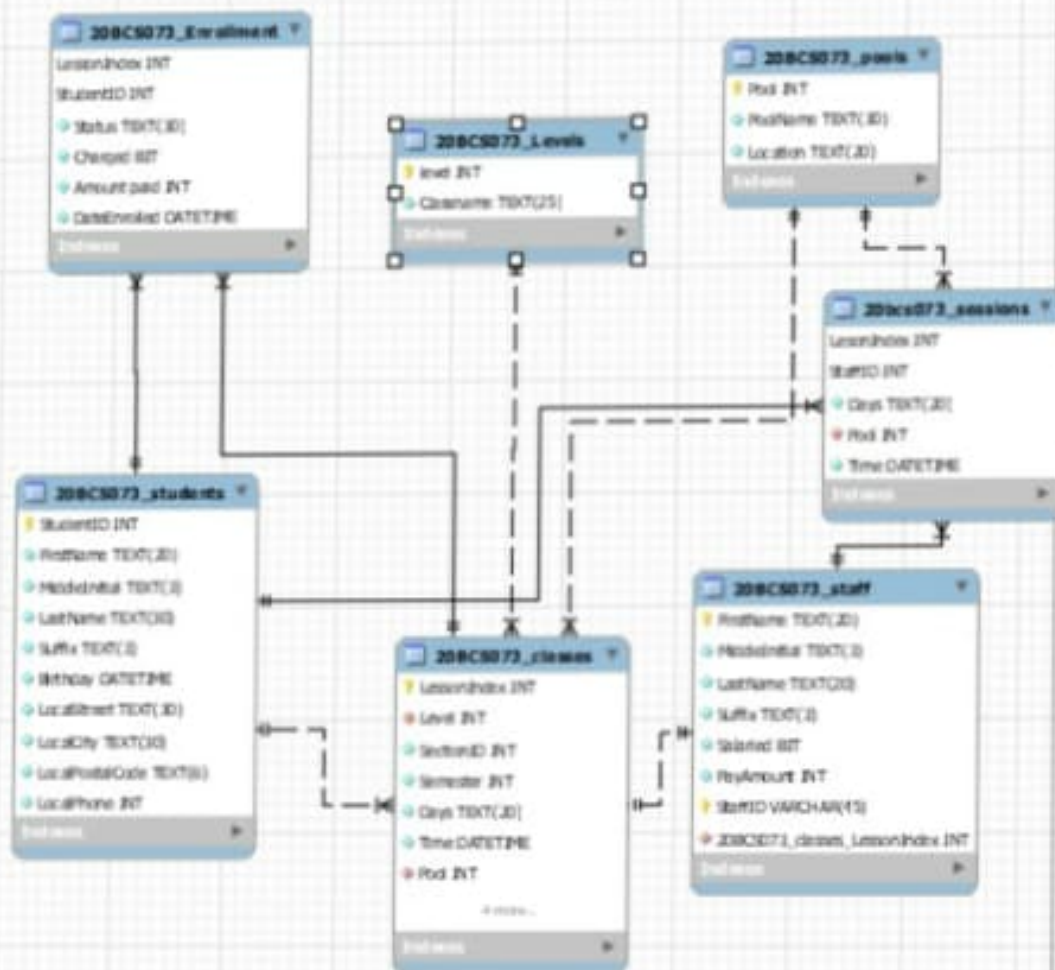 20BCS073_Enrollment
LessonIndex INT
StudentID INT
Status TEXT(30)
Charged BIT
Amount paid INT
DateEnrolled DATETIME
Indexes
20BCS073_Levels
level INT
Classname TEXT(25)
Indexes
20BCS073_pools
Pool INT
PoolName TEXT(30)
Location TEXT(20)
Indexes
20bcs073_sessions
LessonIndex INT
StaffID INT
Days TEXT(20)
Pool INT
Time DATETIME
Indexes
20BCS073_students
StudentID INT
FirstName TEXT(20)
MiddleInitial TEXT(3)
LastName TEXT(30)
Suffix TEXT(3)
Birthday DATETIME
LocalStreet TEXT(30)
LocalCity TEXT(30)
LocalPostalCode TEXT(6)
LocalPhone INT
Indexes
20BCS073_classes
LessonIndex INT
Level INT
SectionID INT
Semester INT
Days TEXT(20)
Time DATETIME
Pool INT
4 more...
Indexes
20BCS073_staff
FirstName TEXT(20)
MiddleInitial TEXT(3)
LastName TEXT(20)
Suffix TEXT(3)
Salaried BIT
PayAmount INT
StaffID VARCHAR(45)
20BCS073_classes_LessonIndex INT
Indexes